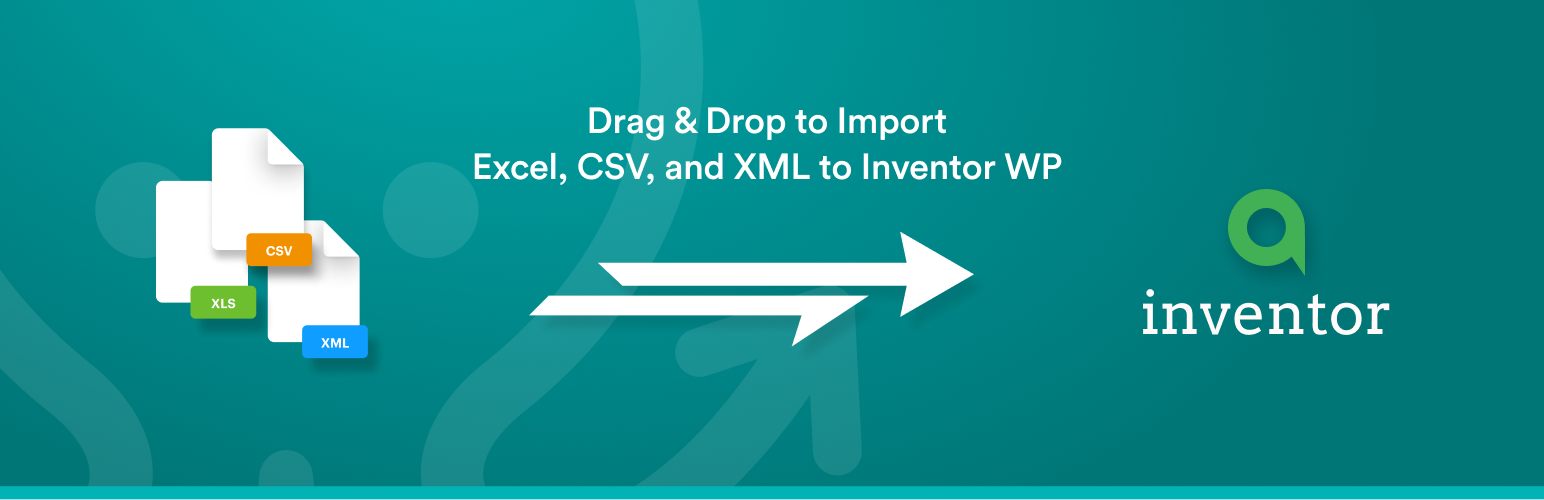 Drag & Drop to Import
Excel, CSV, and XML to Inventor WP
CSV
XLS
XML
inventor